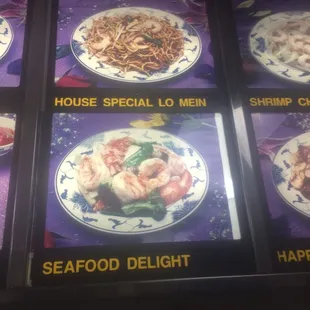 HOUSE SPECIAL LO MEIN
SHRIMP
SEAFOOD DELIGHT